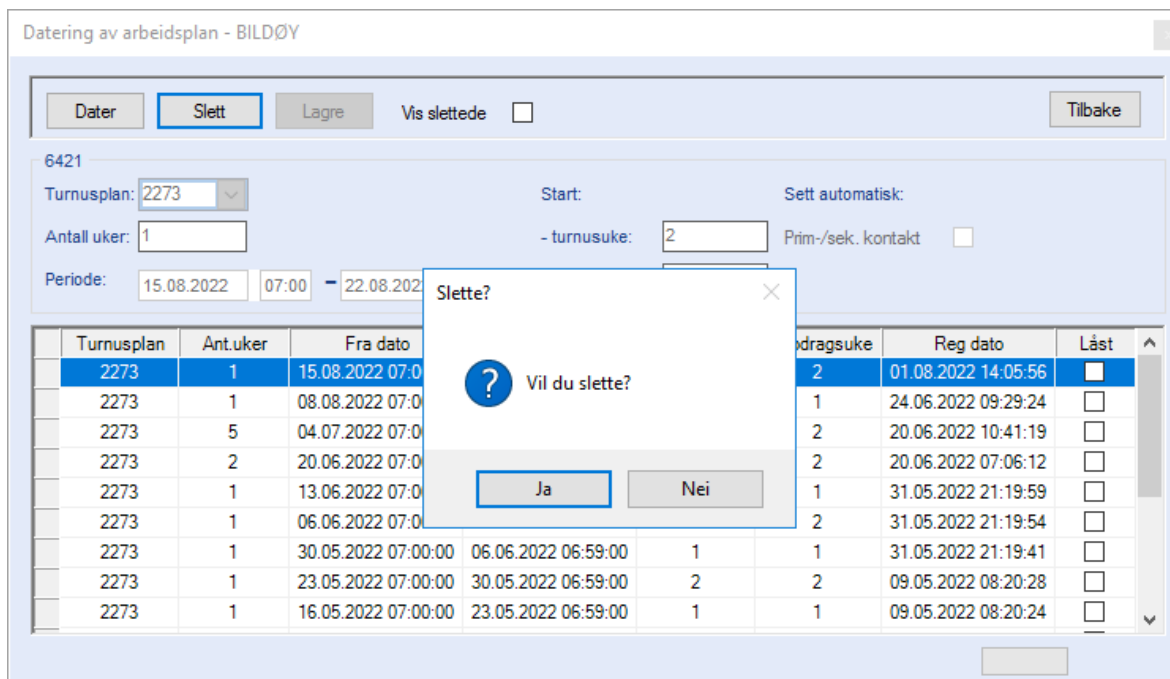 Datering av arbeidsplan - BILDØY
Dater Slett Lagre Vis slettede Tilbake
6421
Turnusplan: 2273 Start: Sett automatisk:
Antall uker: 1 - turnusuke: 2 Prim-/sek. kontakt
Periode: 15.08.2022 07:00 - 22.08.202
Slette?
Vil du slette?
Ja Nei
Turnusplan Ant.uker Fra dato dragsuke Reg dato Låst
2273 1 15.08.2022 07:0 2 01.08.2022 14:05:56
2273 1 08.08.2022 07:0 1 24.06.2022 09:29:24
2273 5 04.07.2022 07:0 2 20.06.2022 10:41:19
2273 2 20.06.2022 07:0 2 20.06.2022 07:06:12
2273 1 13.06.2022 07:0 1 31.05.2022 21:19:59
2273 1 06.06.2022 07:0 2 31.05.2022 21:19:54
2273 1 30.05.2022 07:00:00 06.06.2022 06:59:00 1 1 31.05.2022 21:19:41
2273 1 23.05.2022 07:00:00 30.05.2022 06:59:00 2 2 09.05.2022 08:20:28
2273 1 16.05.2022 07:00:00 23.05.2022 06:59:00 1 1 09.05.2022 08:20:24